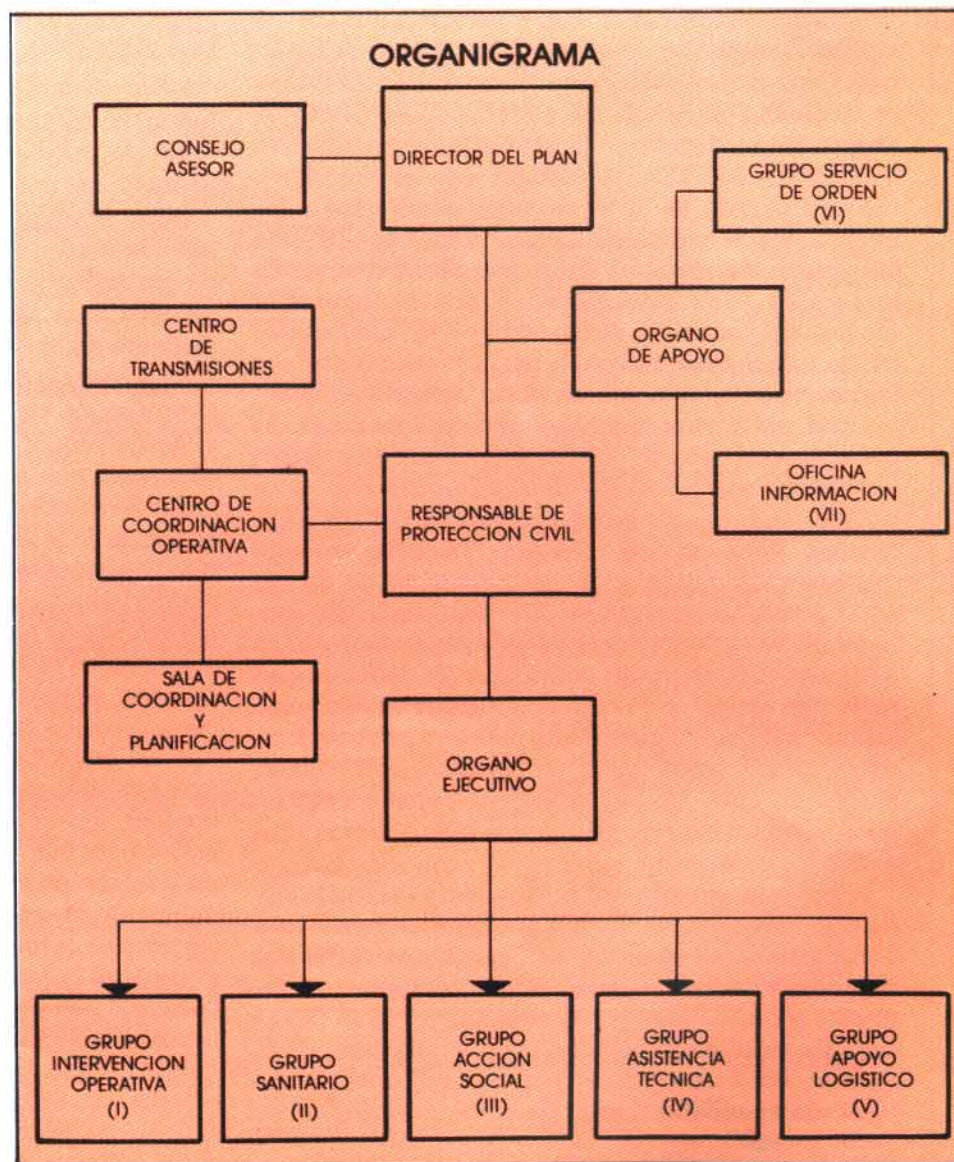 ORGANIGRAMA
CONSEJO
ASESOR
DIRECTOR DEL PLAN
GRUPO SERVICIO
DE ORDEN
(VI)
CENTRO
DE
TRANSMISIONES
ORGANO
DE APOYO
CENTRO DE
COORDINACION
OPERATIVA
RESPONSABLE DE
PROTECCION CIVIL
OFICINA
INFORMACION
(VII)
SALA DE
COORDINACION
Y
PLANIFICACION
ORGANO
EJECUTIVO
GRUPO
INTERVENCION
OPERATIVA
(I)
GRUPO
SANITARIO
(II)
GRUPO
ACCION
SOCIAL
(III)
GRUPO
ASISTENCIA
TECNICA
(IV)
GRUPO
APOYO
LOGISTICO
(V)